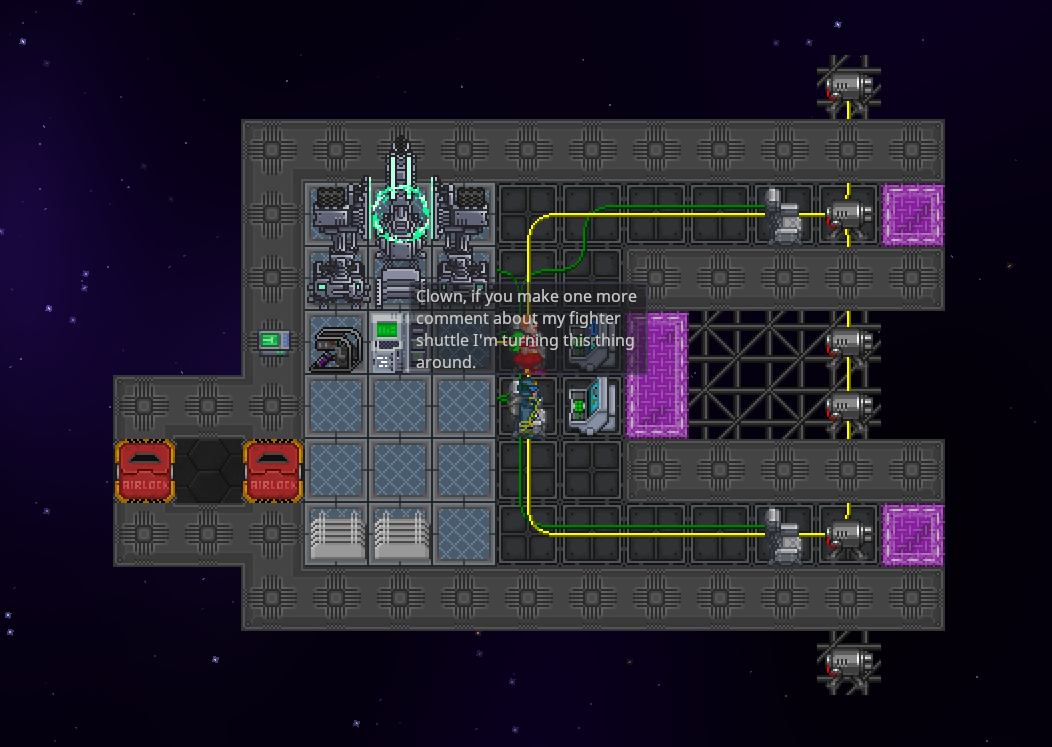 Clown, if you make one more
comment about my fighter
shuttle I'm turning this thing
around.
AIRLOCK
AIRLOCK